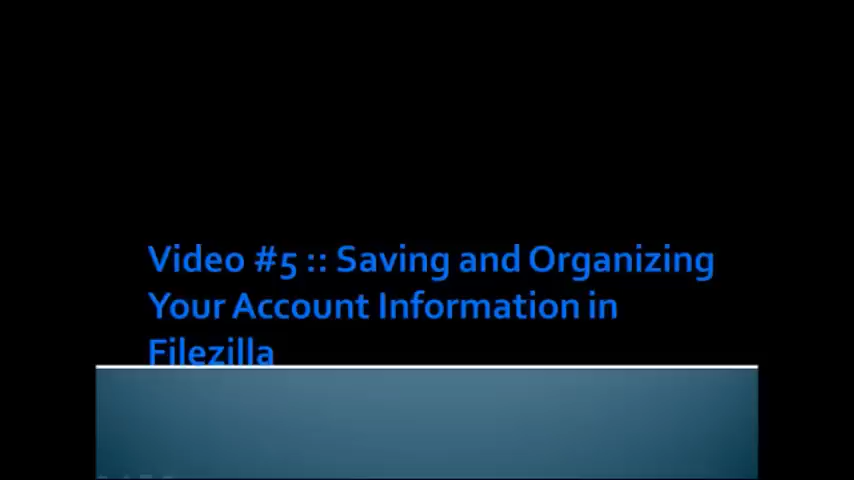 Video #5 :: Saving and Organizing
Your Account Information in
Filezilla